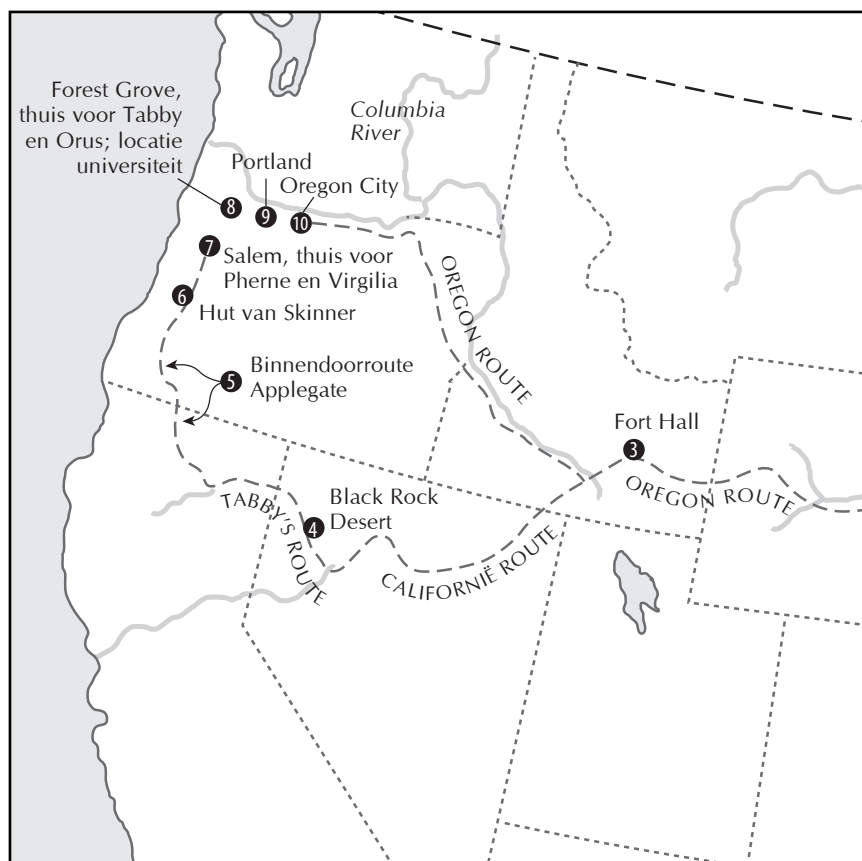 Forest Grove,
thuis voor Tabby
en Orus; locatie
universiteit
Columbia
River
Portland
Oregon City
8
9
10
7
Salem, thuis voor
Pherne en Virgilia
6
Hut van Skinner
OREGON ROUTE
5
Binnendoorroute
Applegate
Fort Hall
3
OREGON ROUTE
TABBY'S ROUTE
4
Black Rock
Desert
CALIFORNIË ROUTE